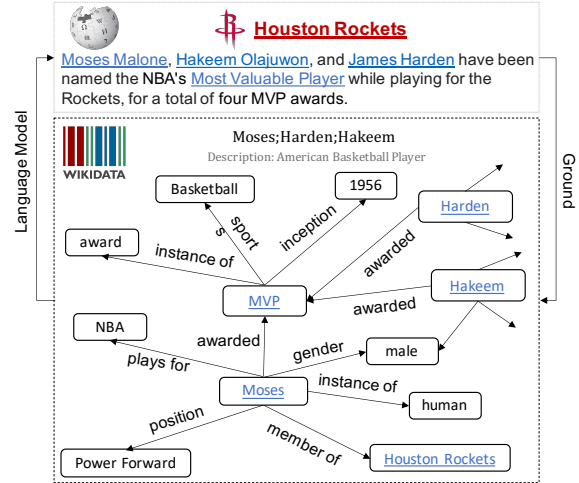 Houston Rockets
Moses Malone, Hakeem Olajuwon, and James Harden have been
named the NBA's Most Valuable Player while playing for the
Rockets, for a total of four MVP awards.
Language Model
Ground
WIKIDATA
Moses;Harden;Hakeem
Description: American Basketball Player
Basketball
1956
Harden
sport
s
inception
award
instance of
awarded
Hakeem
MVP
awarded
NBA
awarded
gender
male
plays for
Moses
instance of
human
position
member of
Power Forward
Houston Rockets